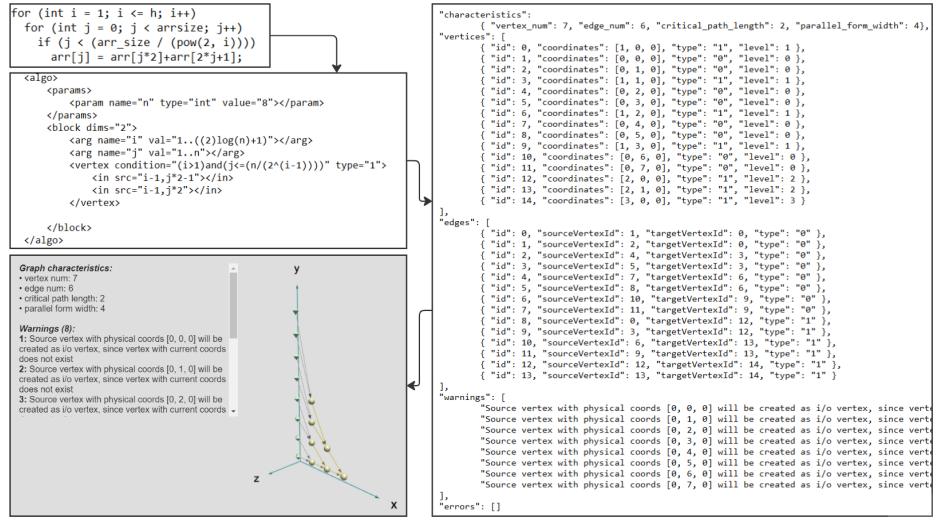 for (int i = 1; i <= h; i++)
for (int j = 0; j < arrsize; j++)
if (j < (arr_size / (pow(2, i))))
arr[j] = arr[j*2]+arr[2*j+1];
<algo>
<params>
<param name="n" type="int" value="8"></param>
</params>
<block dims="2">
<arg name="i" val="1..((2)log(n)+1)"></arg>
<arg name="j" val="1..n"></arg>
<vertex condition="(i>1)and(j<=(n/(2^(i-1))))" type="1">
<in src="i-1,j*2-1"></in>
<in src="i-1,j*2"></in>
</vertex>
</block>
</algo>
Graph characteristics:
• vertex num: 7
• edge num: 6
• critical path length: 2
• parallel form width: 4
Warnings (8):
1: Source vertex with physical coords [0, 0, 0] will be
created as i/o vertex, since vertex with current coords
does not exist
2: Source vertex with physical coords [0, 1, 0] will be
created as i/o vertex, since vertex with current coords
does not exist
3: Source vertex with physical coords [0, 2, 0] will be
created as i/o vertex, since vertex with current coords
y
z
x
"characteristics":
{ "vertex_num": 7, "edge_num": 6, "critical_path_length": 2, "parallel_form_width": 4},
"vertices": [
{ "id": 0, "coordinates": [1, 0, 0], "type": "1", "level": 1 },
{ "id": 1, "coordinates": [0, 0, 0], "type": "0", "level": 0 },
{ "id": 2, "coordinates": [0, 1, 0], "type": "0", "level": 0 },
{ "id": 3, "coordinates": [1, 1, 0], "type": "1", "level": 1 },
{ "id": 4, "coordinates": [0, 2, 0], "type": "0", "level": 0 },
{ "id": 5, "coordinates": [0, 3, 0], "type": "0", "level": 0 },
{ "id": 6, "coordinates": [1, 2, 0], "type": "1", "level": 1 },
{ "id": 7, "coordinates": [0, 4, 0], "type": "0", "level": 0 },
{ "id": 8, "coordinates": [0, 5, 0], "type": "0", "level": 0 },
{ "id": 9, "coordinates": [1, 3, 0], "type": "1", "level": 1 },
{ "id": 10, "coordinates": [0, 6, 0], "type": "0", "level": 0 },
{ "id": 11, "coordinates": [0, 7, 0], "type": "0", "level": 0 },
{ "id": 12, "coordinates": [2, 0, 0], "type": "1", "level": 2 },
{ "id": 13, "coordinates": [2, 1, 0], "type": "1", "level": 2 },
{ "id": 14, "coordinates": [3, 0, 0], "type": "1", "level": 3 }
],
"edges": [
{ "id": 0, "sourceVertexId": 1, "targetVertexId": 0, "type": "0" },
{ "id": 1, "sourceVertexId": 2, "targetVertexId": 0, "type": "0" },
{ "id": 2, "sourceVertexId": 4, "targetVertexId": 3, "type": "0" },
{ "id": 3, "sourceVertexId": 5, "targetVertexId": 3, "type": "0" },
{ "id": 4, "sourceVertexId": 7, "targetVertexId": 6, "type": "0" },
{ "id": 5, "sourceVertexId": 8, "targetVertexId": 6, "type": "0" },
{ "id": 6, "sourceVertexId": 10, "targetVertexId": 9, "type": "0" },
{ "id": 7, "sourceVertexId": 11, "targetVertexId": 9, "type": "0" },
{ "id": 8, "sourceVertexId": 0, "targetVertexId": 12, "type": "1" },
{ "id": 9, "sourceVertexId": 3, "targetVertexId": 12, "type": "1" },
{ "id": 10, "sourceVertexId": 6, "targetVertexId": 13, "type": "1" },
{ "id": 11, "sourceVertexId": 9, "targetVertexId": 13, "type": "1" },
{ "id": 12, "sourceVertexId": 12, "targetVertexId": 14, "type": "1" },
{ "id": 13, "sourceVertexId": 13, "targetVertexId": 14, "type": "1" }
],
"warnings": [
"Source vertex with physical coords [0, 0, 0] will be created as i/o vertex, since verte
"Source vertex with physical coords [0, 1, 0] will be created as i/o vertex, since verte
"Source vertex with physical coords [0, 2, 0] will be created as i/o vertex, since verte
"Source vertex with physical coords [0, 3, 0] will be created as i/o vertex, since verte
"Source vertex with physical coords [0, 4, 0] will be created as i/o vertex, since verte
"Source vertex with physical coords [0, 5, 0] will be created as i/o vertex, since verte
"Source vertex with physical coords [0, 6, 0] will be created as i/o vertex, since verte
"Source vertex with physical coords [0, 7, 0] will be created as i/o vertex, since verte
],
"errors": []